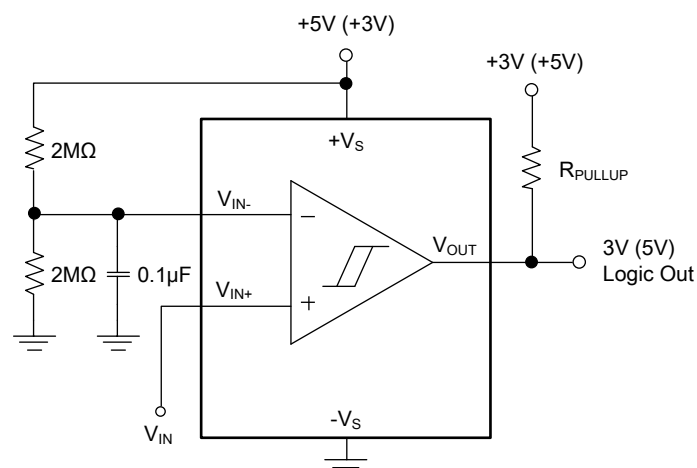 +5V (+3V)
+3V (+5V)
+VS
2MΩ
RPULLUP
VIN-
−
VOUT
3V (5V)
Logic Out
2MΩ
0.1µF
VIN+
+
VIN
-VS